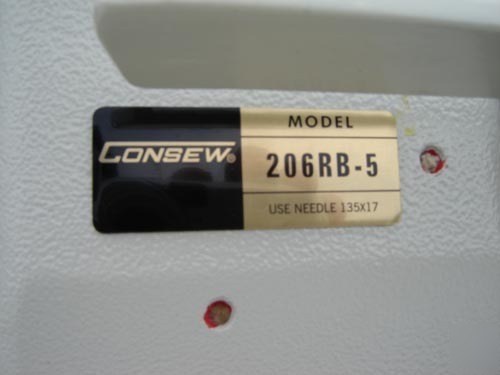 CONSEW®
MODEL
206RB-5
USE NEEDLE 135X17